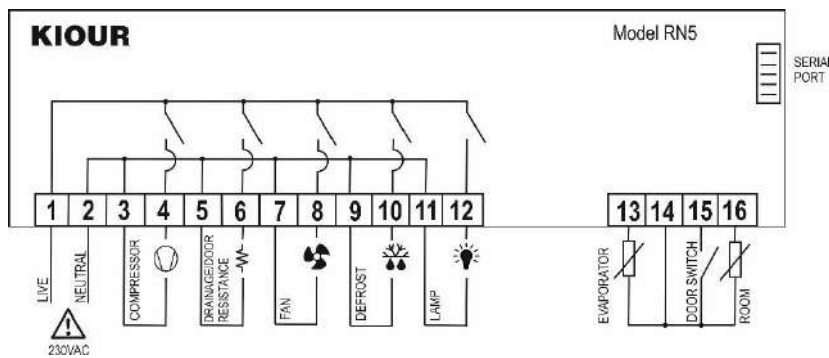 KIOUR
Model RN5
SERIAL
PORT
1 2 3 4 5 6 7 8 9 10 11 12
13 14 15 16
LIVE
NEUTRAL
COMPRESSOR
DRAINAGE/DOOR
RESISTANCE
FAN
DEFROST
LAMP
EVAPORATOR
DOOR SWITCH
ROOM
230VAC